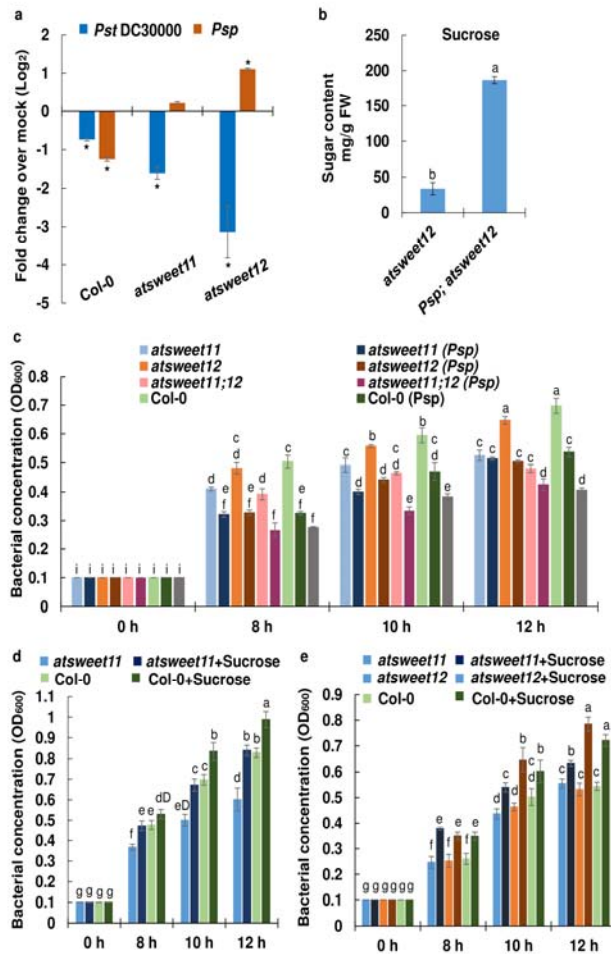 a
Pst DC30000 Psp
Fold change over mock (Log2)
2
1
0
-1
-2
-3
-4
-5
* * * * *
Col-0 atsweet11 atsweet12
b
Sucrose
Sugar content
mg/g FW
250
200
150
100
50
0
b a
atsweet12 Psp; atsweet12
c
atsweet11 atsweet11 (Psp)
atsweet12 atsweet12 (Psp)
atsweet11;12 atsweet11;12 (Psp)
Col-0 Col-0 (Psp)
Bacterial concentration (OD600)
0.8
0.7
0.6
0.5
0.4
0.3
0.2
0.1
0
i i i i i i i i i
d e f c d e f d f c e f f
d d b d c d e b c d e
c c a c c d a c d
0 h 8 h 10 h 12 h
d
atsweet11 atsweet11+Sucrose
Col-0 Col-0+Sucrose
Bacterial concentration (OD600)
1.1
1
0.9
0.8
0.7
0.6
0.5
0.4
0.3
0.2
0.1
g g g g
f e e dD
eD c c b
d b b a
0 h 8 h 10 h 12 h
e
atsweet11 atsweet11+Sucrose
atsweet12 atsweet12+Sucrose
Col-0 Col-0+Sucrose
Bacterial concentration (OD600)
0.9
0.8
0.7
0.6
0.5
0.4
0.3
0.2
0.1
0
g g g g g g
f e f e f e
d c d b d b
c b c a c a
0 h 8 h 10 h 12 h